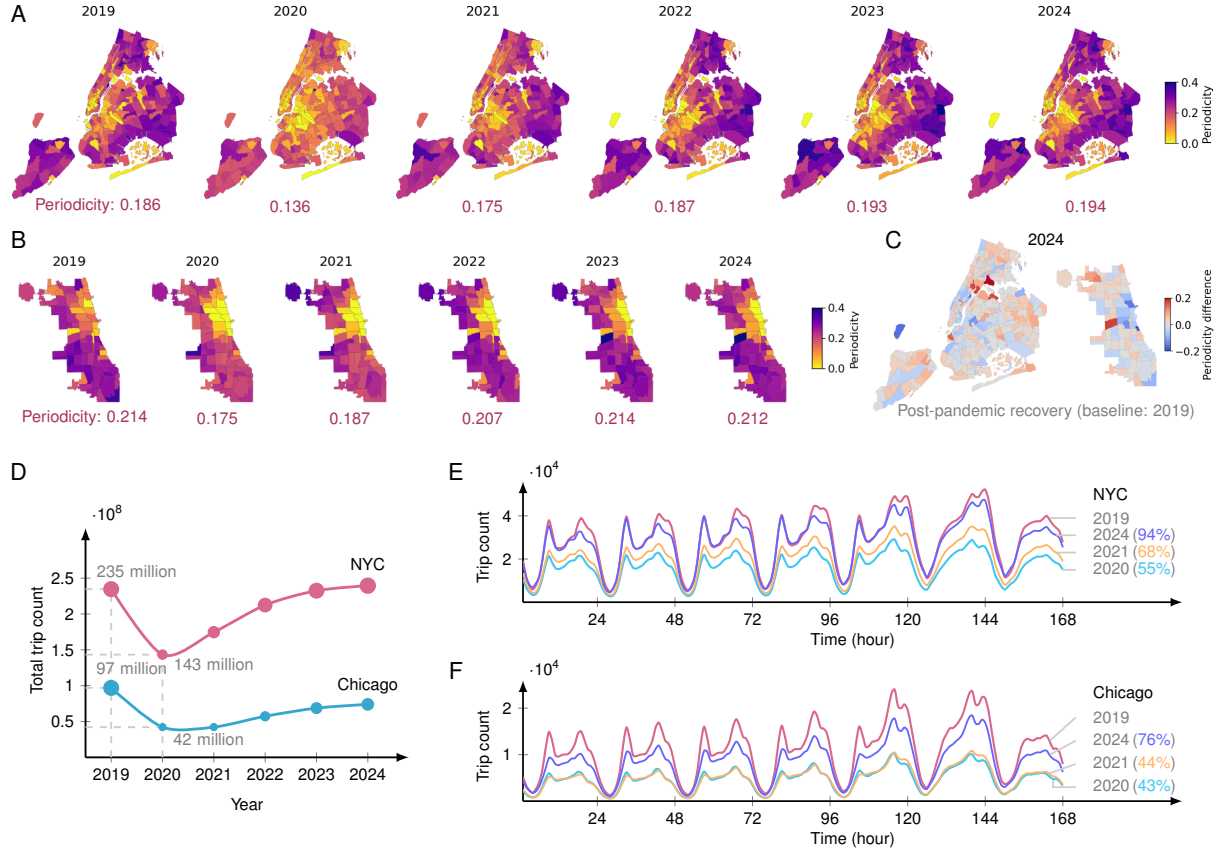 A
2019
2020
2021
2022
2023
2024
0.4
0.2
0.0
Periodicity
Periodicity: 0.186
0.136
0.175
0.187
0.193
0.194
B
2019
2020
2021
2022
2023
2024
0.4
0.2
0.0
Periodicity
Periodicity: 0.214
0.175
0.187
0.207
0.214
0.212
C
2024
0.2
0.0
−0.2
Periodicity difference
Post-pandemic recovery (baseline: 2019)
D
·10⁸
Total trip count
2.5
2
1.5
1
0.5
235 million
NYC
143 million
97 million
Chicago
42 million
2019
2020
2021
2022
2023
2024
Year
E
·10⁴
Trip count
4
2
24
48
72
96
120
144
168
Time (hour)
NYC
2019
2024 (94%)
2021 (68%)
2020 (55%)
F
·10⁴
Trip count
2
1
24
48
72
96
120
144
168
Time (hour)
Chicago
2019
2024 (76%)
2021 (44%)
2020 (43%)